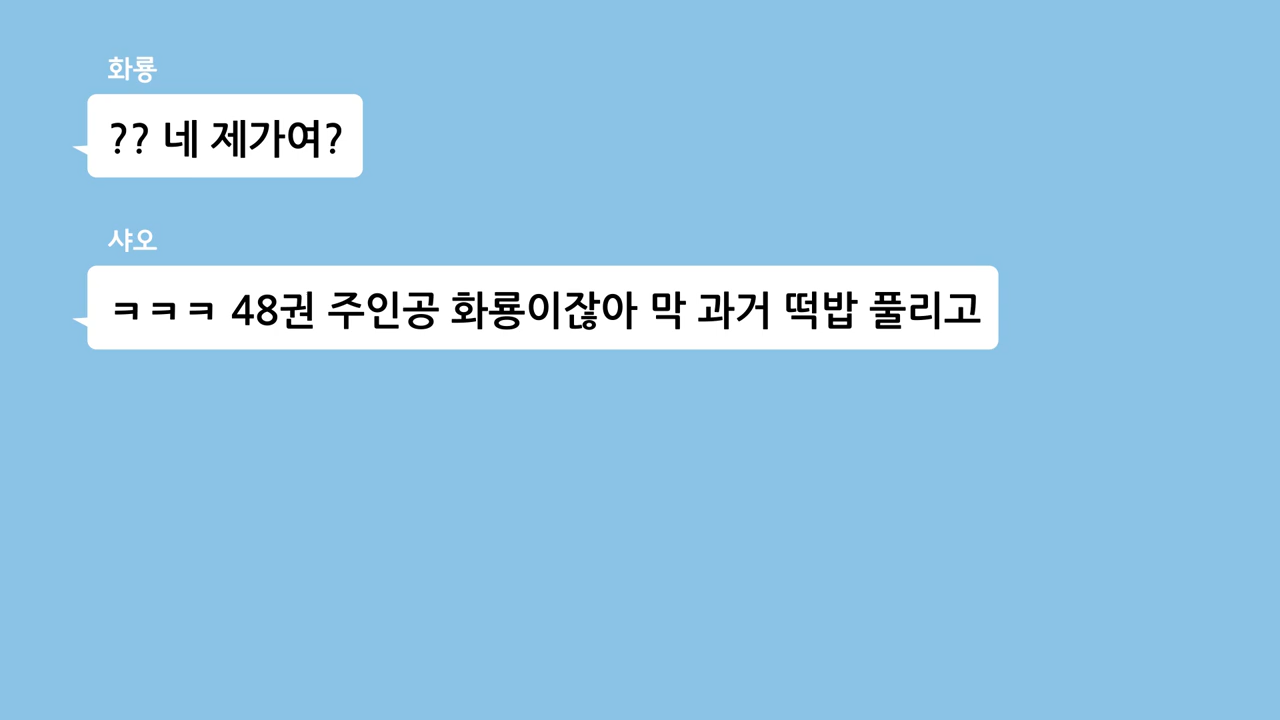 화룡
?? 네 제가여?
샤오
ㅋㅋㅋ 48권 주인공 화룡이잖아 막 과거 떡밥 풀리고